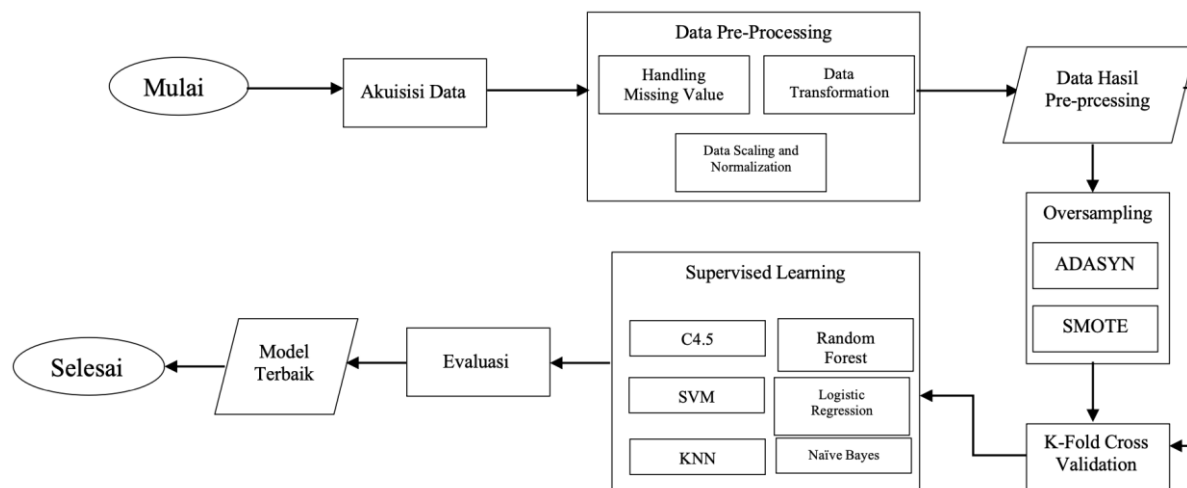 Mulai
Akuisisi Data
Data Pre-Processing
Handling
Missing Value
Data
Transformation
Data Scaling and
Normalization
Data Hasil
Pre-prcessing
Oversampling
ADASYN
SMOTE
K-Fold Cross
Validation
Supervised Learning
C4.5
Random
Forest
SVM
Logistic
Regression
KNN
Naïve Bayes
Evaluasi
Model
Terbaik
Selesai